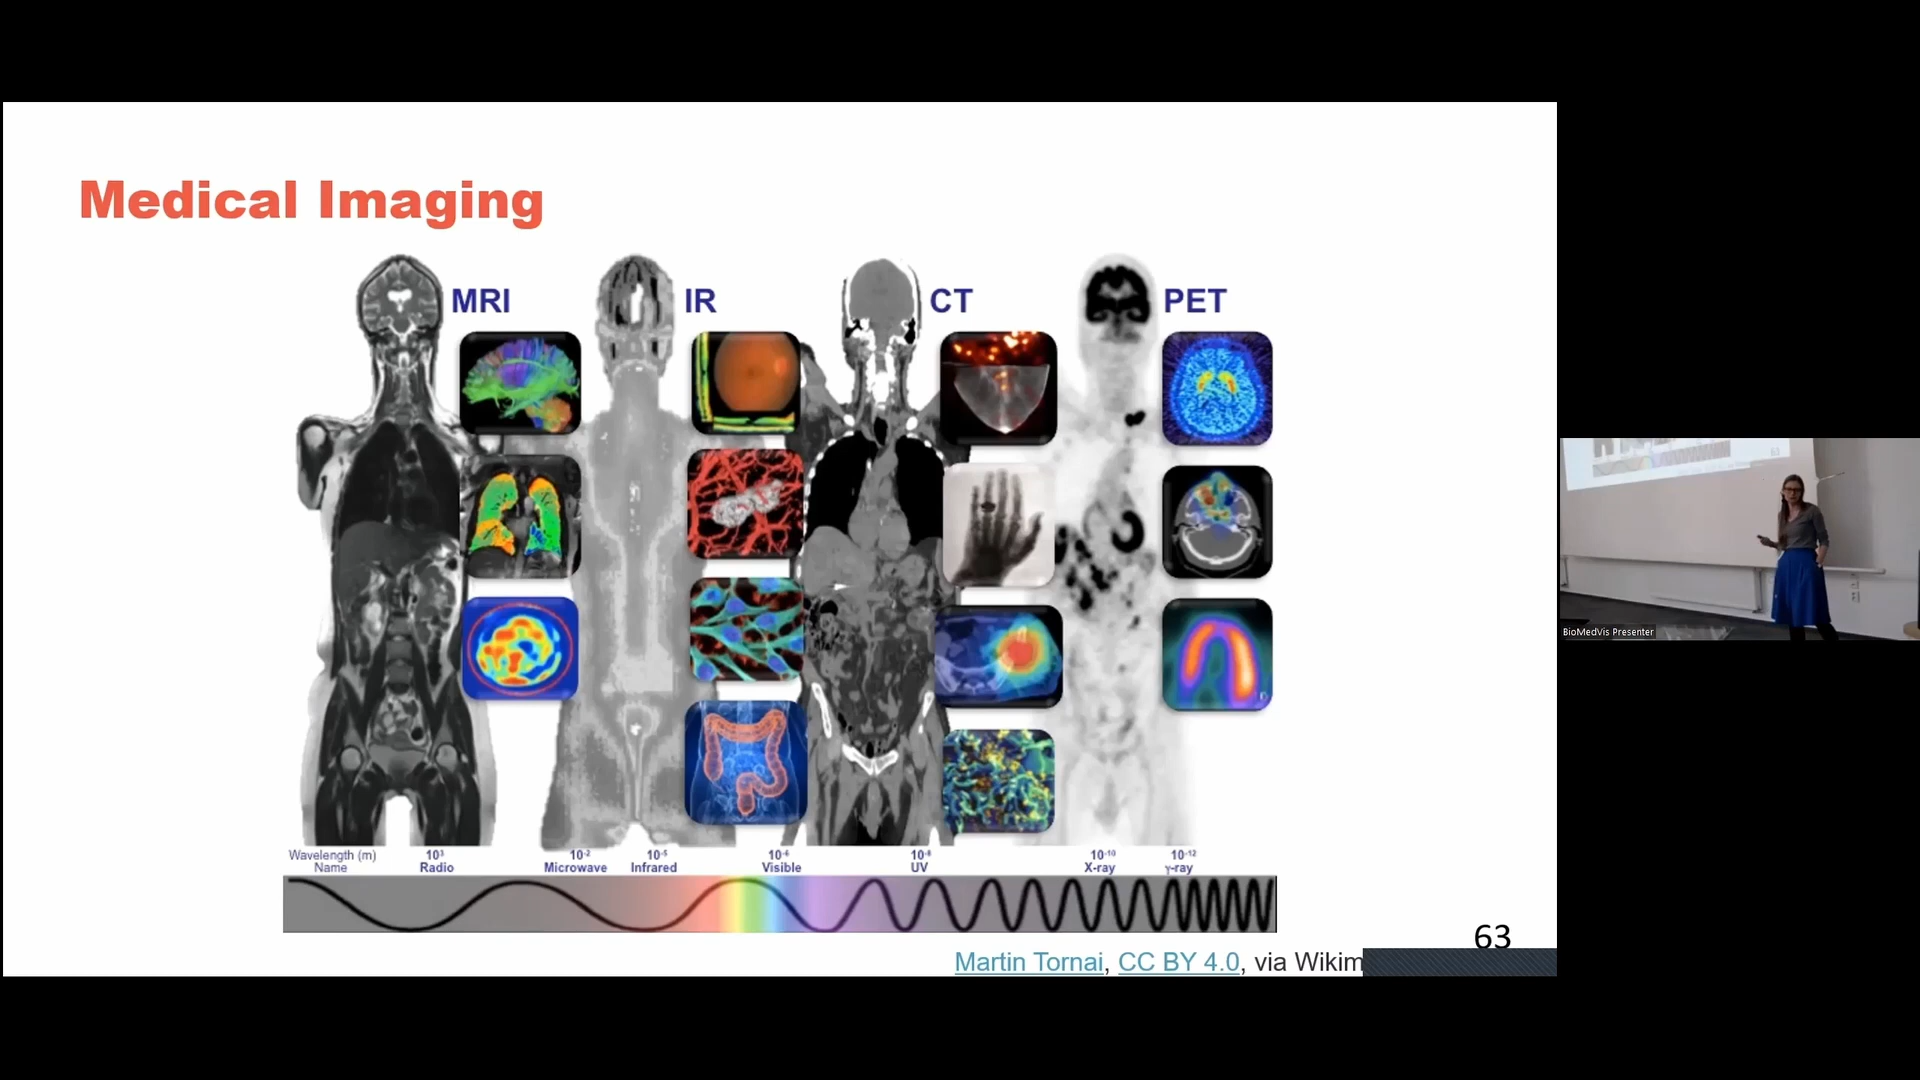 Medical Imaging
MRI
IR
CT
PET
Wavelength (m)
Name
10³
Radio
10⁻²
Microwave
10⁻⁵
Infrared
10⁻⁶
Visible
10⁻⁸
UV
10⁻¹⁰
X-ray
10⁻¹²
γ-ray
63
Martin Tornai, CC BY 4.0, via Wikim
BioMedVis Presenter